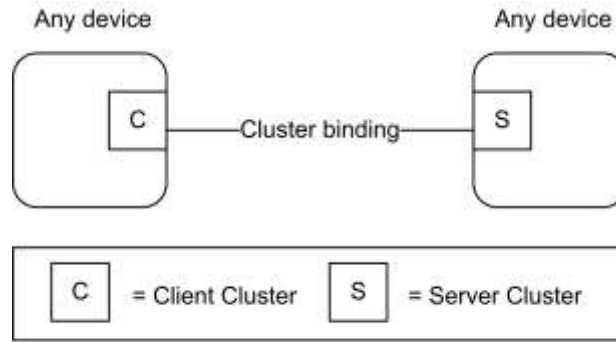 Any device Any device
C Cluster binding S
C = Client Cluster S = Server Cluster